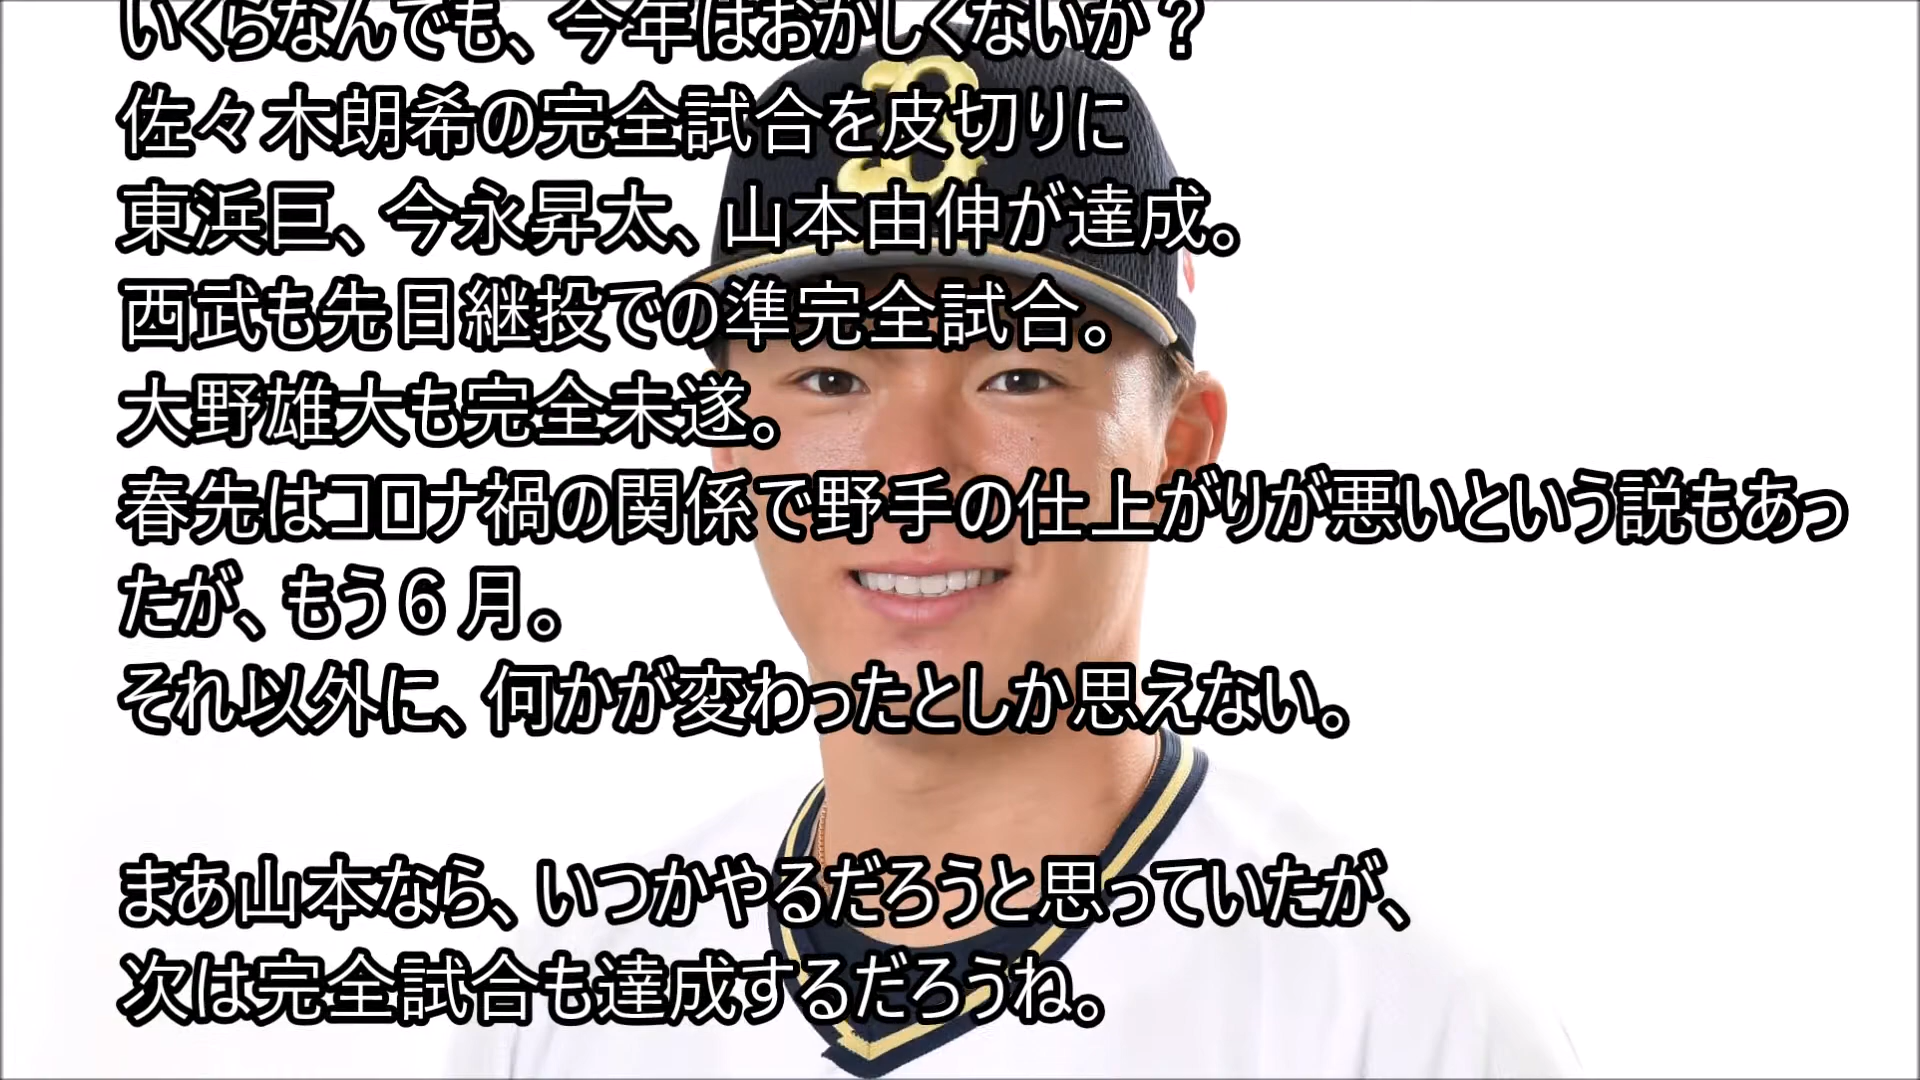 いくらなんでも、今年はおかしくないか？
佐々木朗希の完全試合を皮切りに
東浜巨、今永昇太、山本由伸が達成。
西武も先日継投での準完全試合。
大野雄大も完全未遂。
春先はコロナ禍の関係で野手の仕上がりが悪いという説もあっ
たが、もう６月。
それ以外に、何かが変わったとしか思えない。
まあ山本なら、いつかやるだろうと思っていたが、
次は完全試合も達成するだろうね。
B